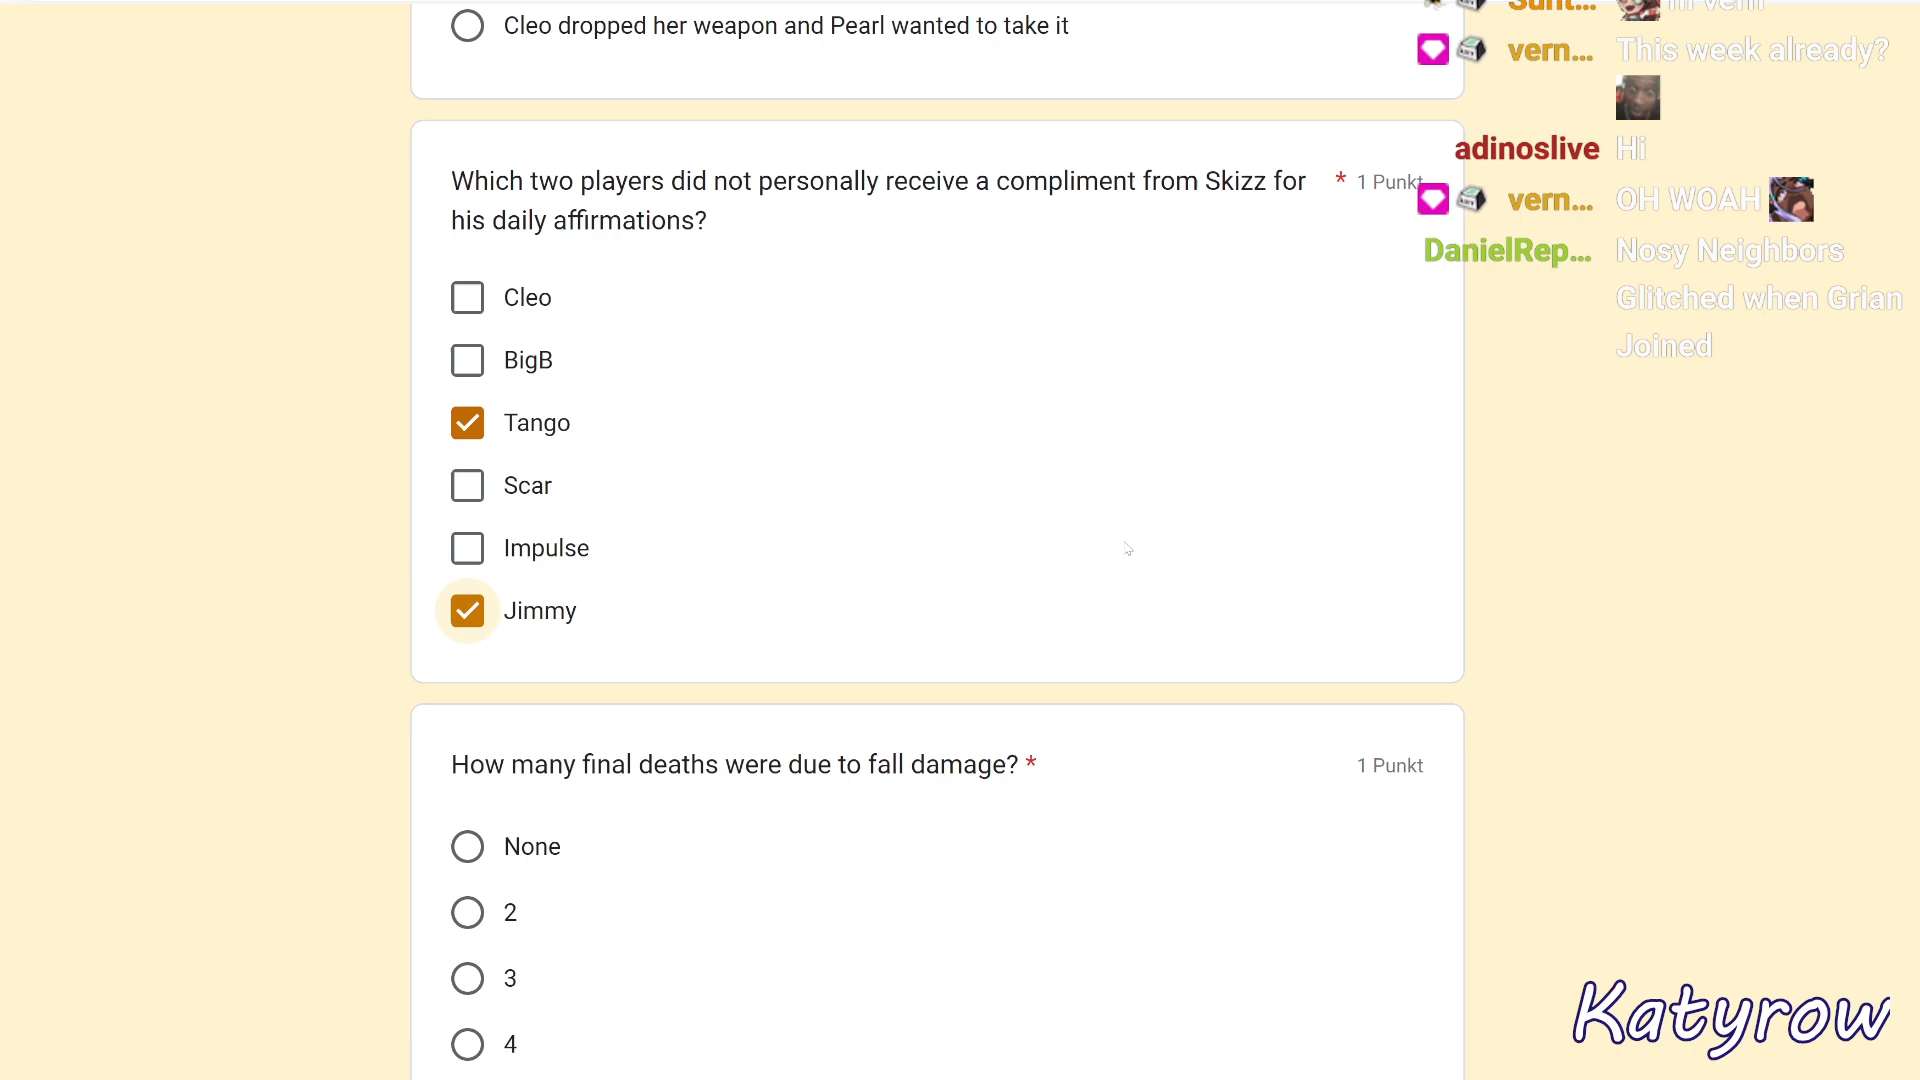 Cleo dropped her weapon and Pearl wanted to take it
Which two players did not personally receive a compliment from Skizz for
his daily affirmations?
* 1 Punkt
Cleo
BigB
Tango
Scar
Impulse
Jimmy
How many final deaths were due to fall damage? *
1 Punkt
None
2
3
4
vern... This week already?
adinoslive Hi
vern... OH WOAH
DanielRep... Nosy Neighbors
Glitched when Grian
Joined
Katyrow